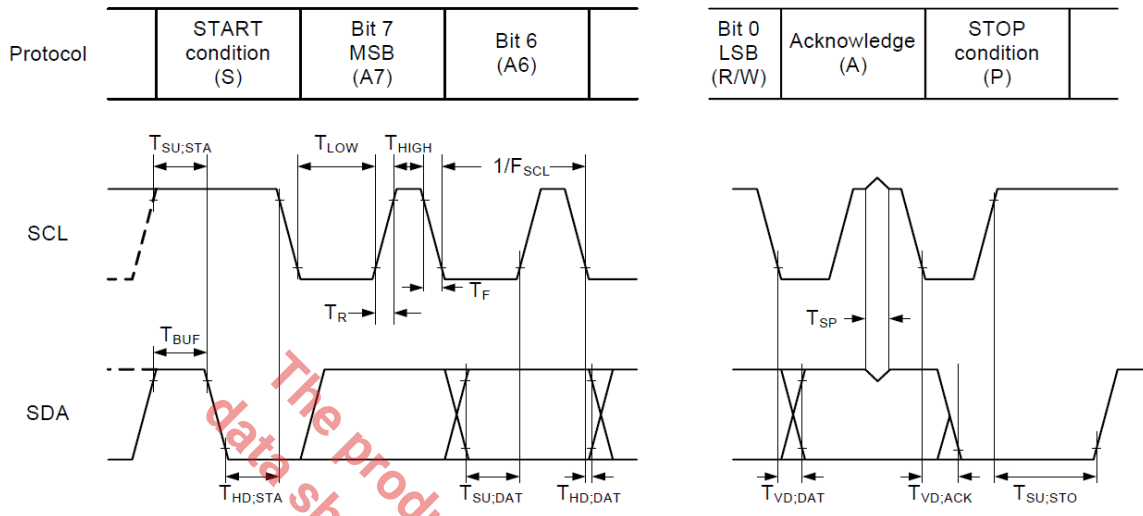 Protocol
START
condition
(S)
Bit 7
MSB
(A7)
Bit 6
(A6)
Bit 0
LSB
(R/W)
Acknowledge
(A)
STOP
condition
(P)
TSU;STA
TLOW
THIGH
1/FSCL
SCL
TF
TR
TSP
TBUF
SDA
THD;STA
TSU;DAT
THD;DAT
TVD;DAT
TVD;ACK
TSU;STO
The produ
data sh